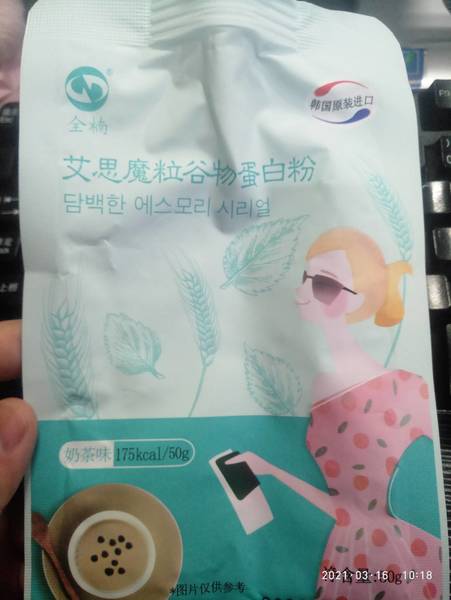 全楠
韩国原装进口
艾思魔粒谷物蛋白粉
담백한 에스모리 시리얼
奶茶味 175kcal/50g
*图片仅供参考
2021-03-16 10:18